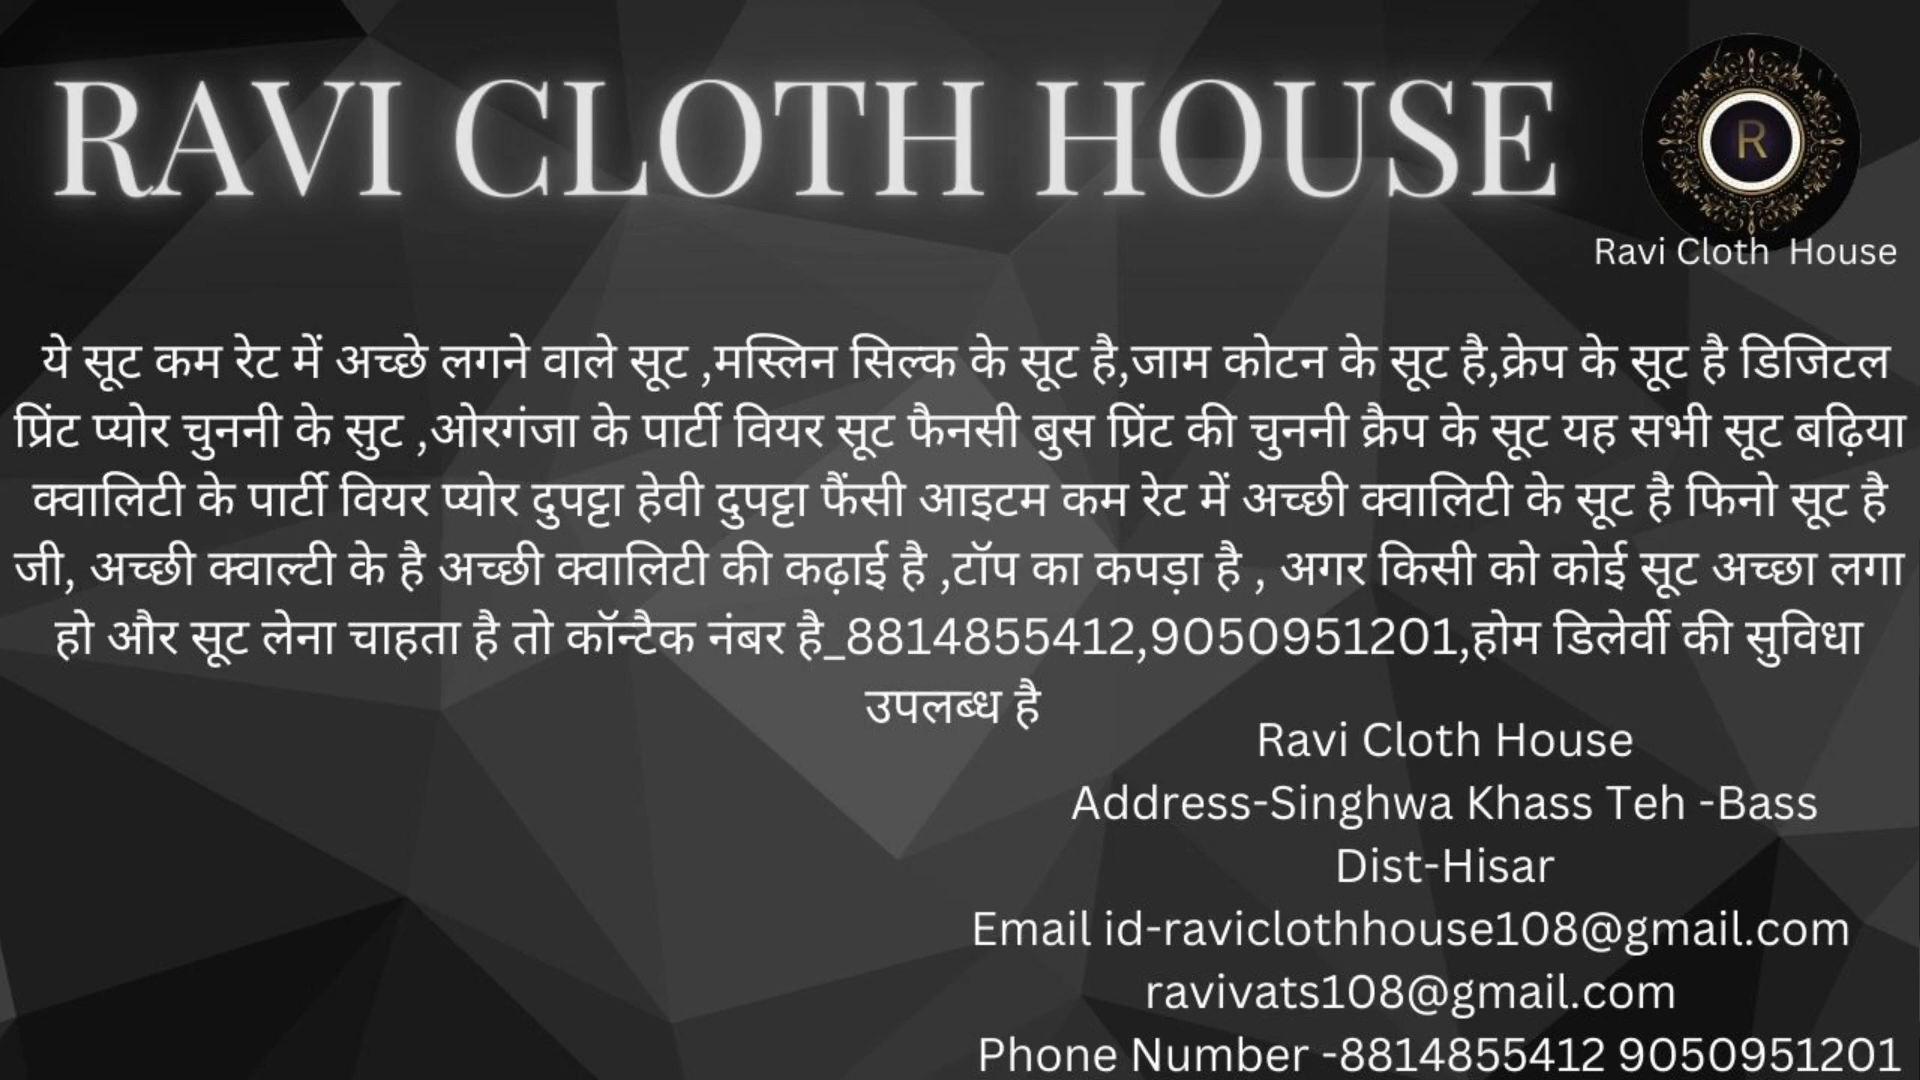 RAVI CLOTH HOUSE
R
Ravi Cloth House
ये सूट कम रेट में अच्छे लगने वाले सूट ,मस्लिन सिल्क के सूट है,जाम कोटन के सूट है,क्रेप के सूट है डिजिटल
प्रिंट प्योर चुननी के सुट ,ओरगंजा के पार्टी वियर सूट फैनसी बुस प्रिंट की चुननी क्रैप के सूट यह सभी सूट बढ़िया
क्वालिटी के पार्टी वियर प्योर दुपट्टा हेवी दुपट्टा फैंसी आइटम कम रेट में अच्छी क्वालिटी के सूट है फिनो सूट है
जी, अच्छी क्वाल्टी के है अच्छी क्वालिटी की कढ़ाई है ,टॉप का कपड़ा है , अगर किसी को कोई सूट अच्छा लगा
हो और सूट लेना चाहता है तो कॉन्टैक नंबर है_8814855412,9050951201,होम डिलेर्वी की सुविधा
उपलब्ध है
Ravi Cloth House
Address-Singhwa Khass Teh -Bass
Dist-Hisar
Email id-raviclothhouse108@gmail.com
ravivats108@gmail.com
Phone Number -8814855412 9050951201